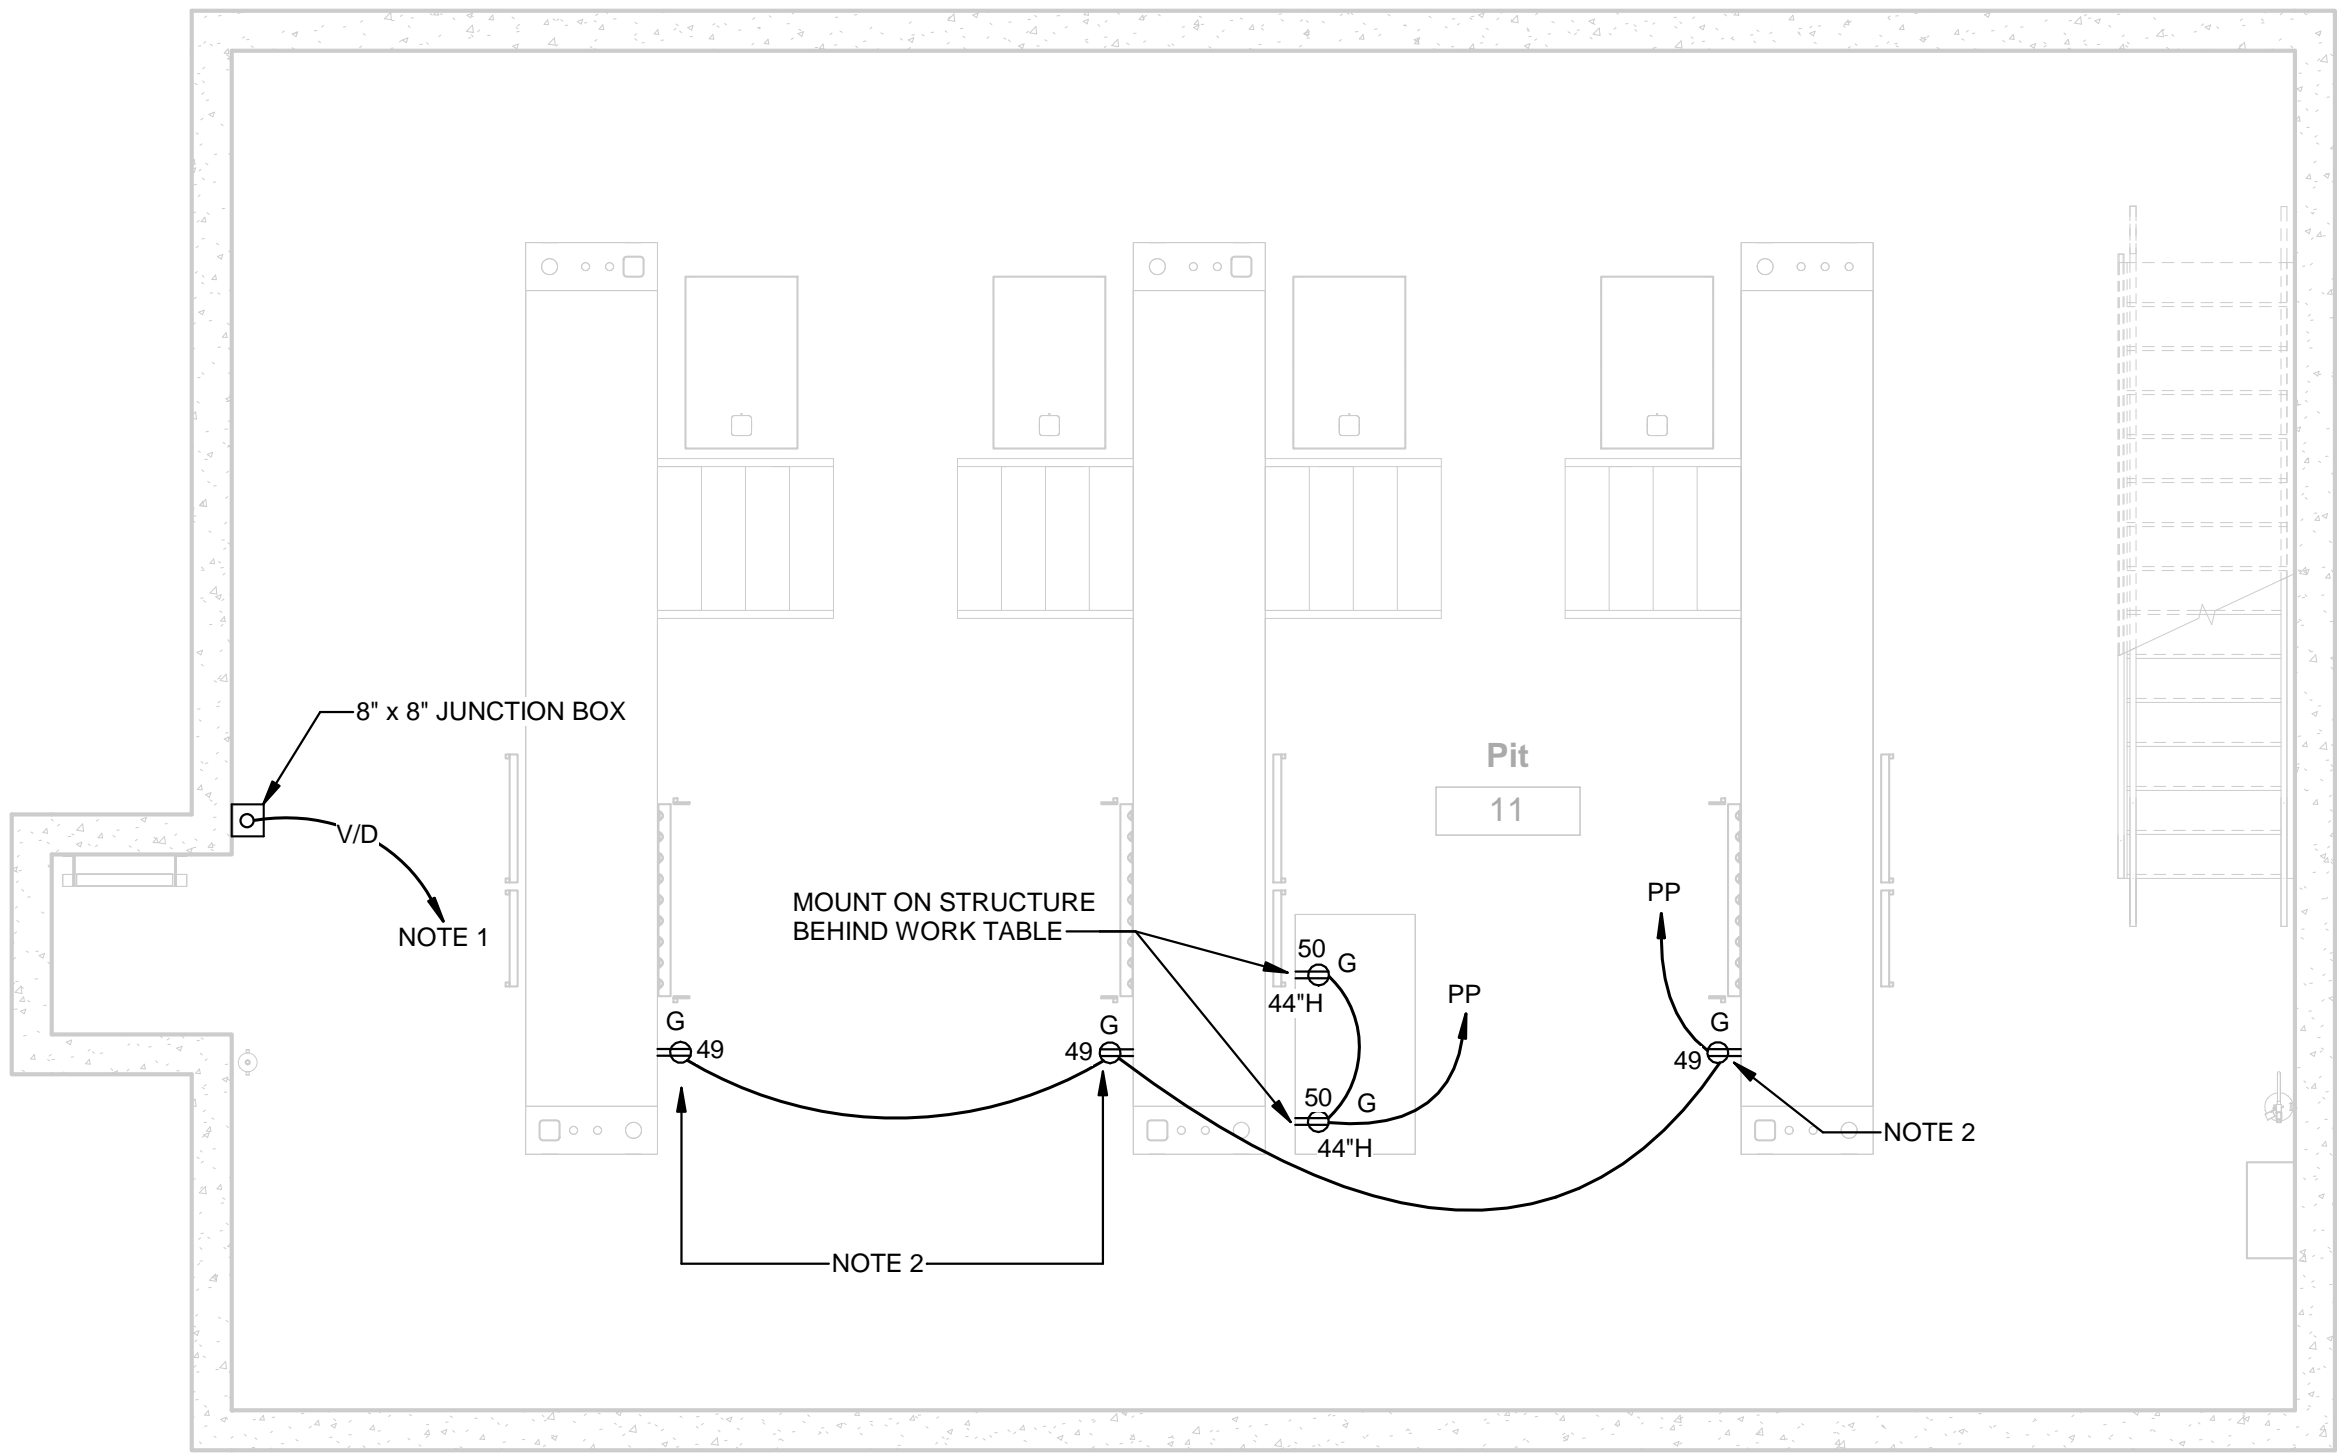 8" x 8" JUNCTION BOX
Pit
11
V/D
NOTE 1
MOUNT ON STRUCTURE
BEHIND WORK TABLE
PP
50
G
44"H
PP
G
49
G
49
G
49
50
G
44"H
NOTE 2
NOTE 2